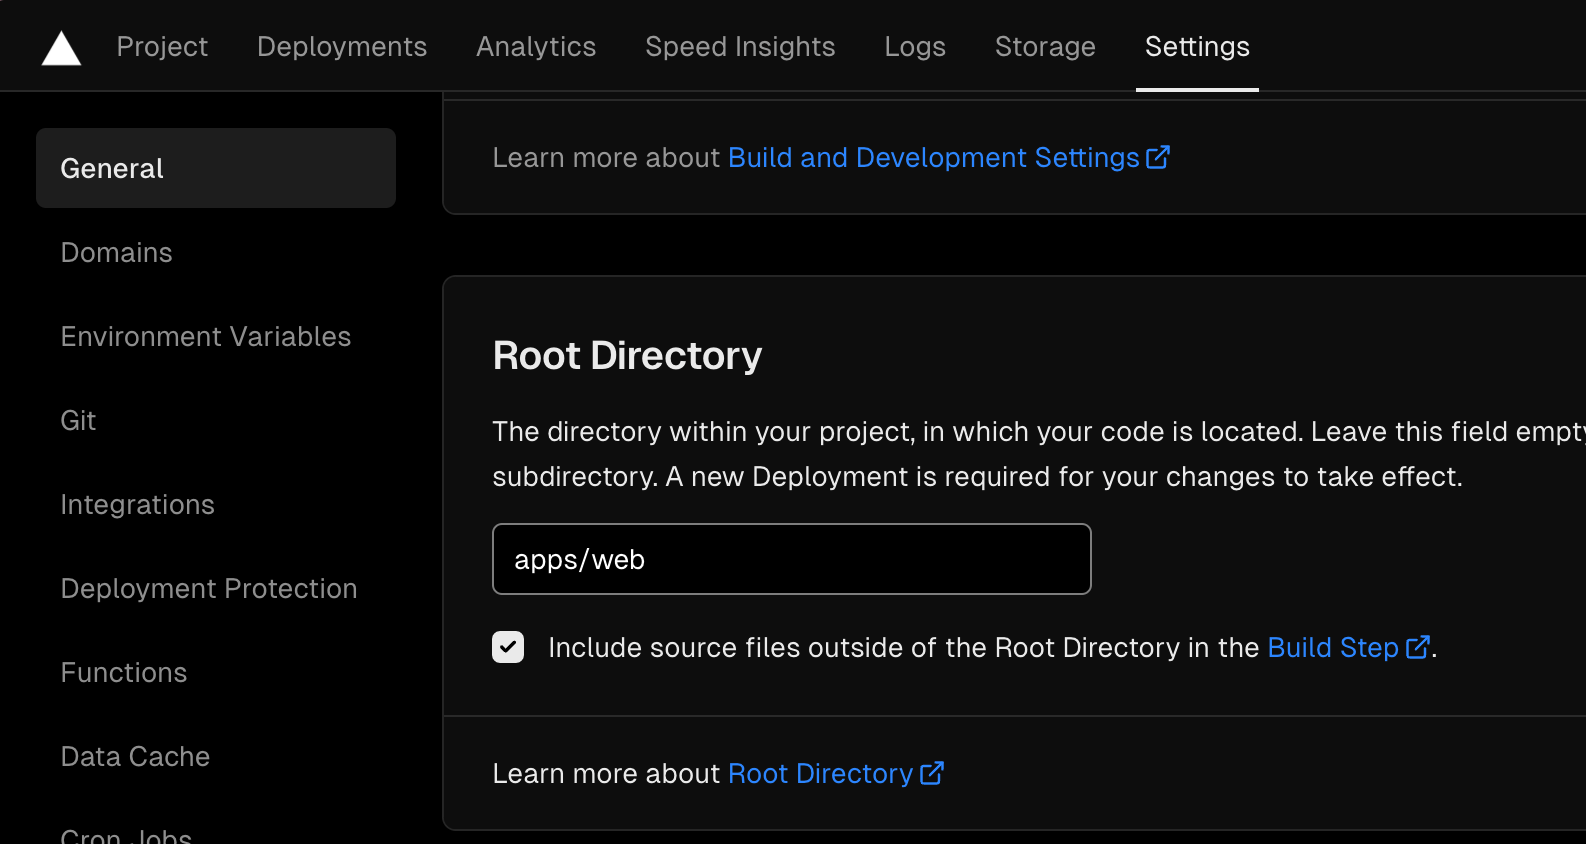 Project Deployments Analytics Speed Insights Logs Storage Settings
General
Domains
Environment Variables
Git
Integrations
Deployment Protection
Functions
Data Cache
Cron Jobs
Learn more about Build and Development Settings
Root Directory
The directory within your project, in which your code is located. Leave this field empty
subdirectory. A new Deployment is required for your changes to take effect.
apps/web
Include source files outside of the Root Directory in the Build Step.
Learn more about Root Directory